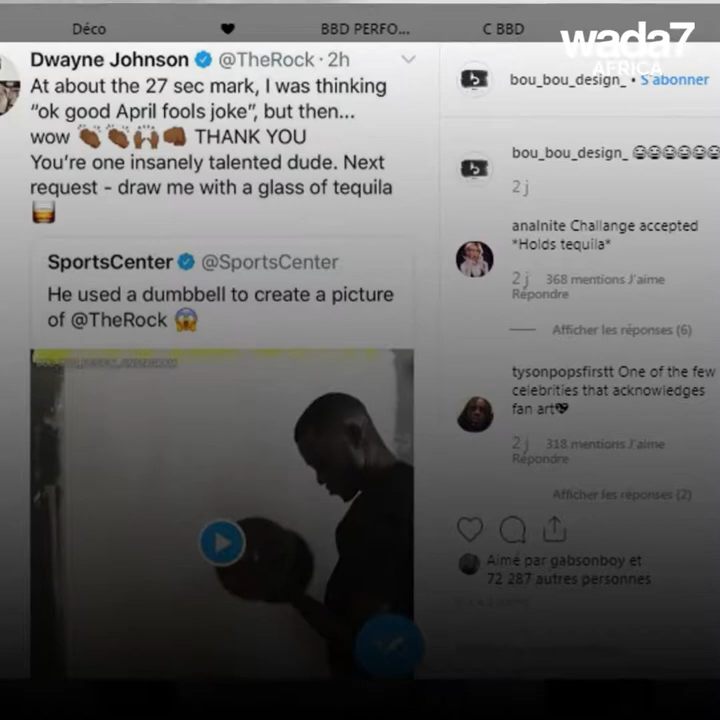 Déco
BBD PERFO...
C BBD
wada7
AFRICA
Dwayne Johnson @TheRock · 2h
At about the 27 sec mark, I was thinking
“ok good April fools joke”, but then...
wow 👏🏾👏🏾🙌🏾👊🏾 THANK YOU
You’re one insanely talented dude. Next
request - draw me with a glass of tequila
🥃
SportsCenter @SportsCenter
He used a dumbbell to create a picture
of @TheRock 😱
bou_bou_design_ • S'abonner
bou_bou_design_
2 j
analnite Challange accepted
*Holds tequila*
2 j 368 mentions J’aime
Répondre
Afficher les réponses (6)
tysonpopsfirstt One of the few
celebrities that acknowledges
fan art
2 j 318 mentions J’aime
Répondre
Afficher les réponses (2)
Aimé par gabsonboy et
72 287 autres personnes